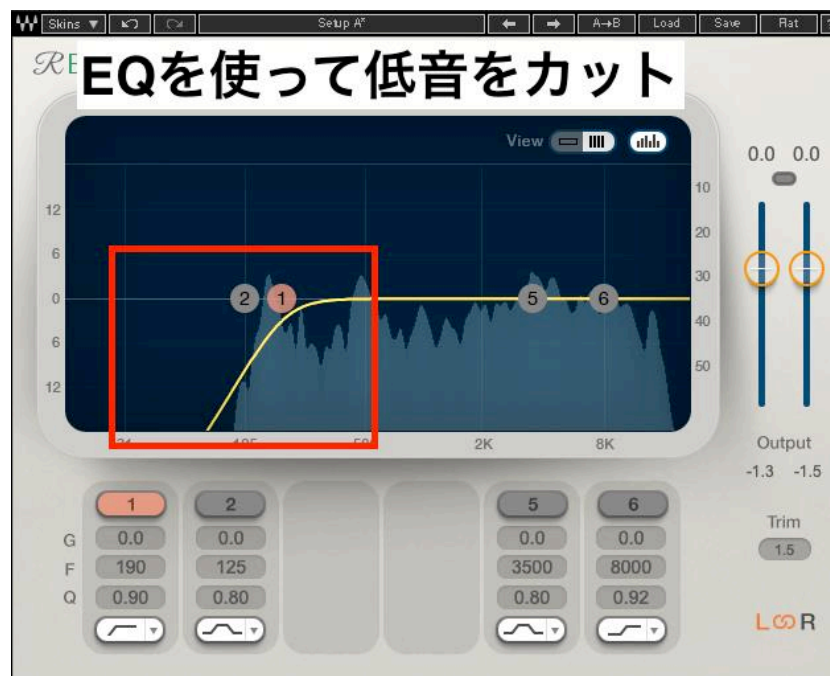 Skins
Setup A*
A→B
Load
Save
Flat
EQを使って低音をカット
View
0.0 0.0
12
6
0
6
12
10
20
30
40
50
2 1 5 6
2K
8K
Output
-1.3 -1.5
Trim
1.5
1 2 5 6
G 0.0 0.0 0.0 0.0
F 190 125 3500 8000
Q 0.90 0.80 0.80 0.92
L R